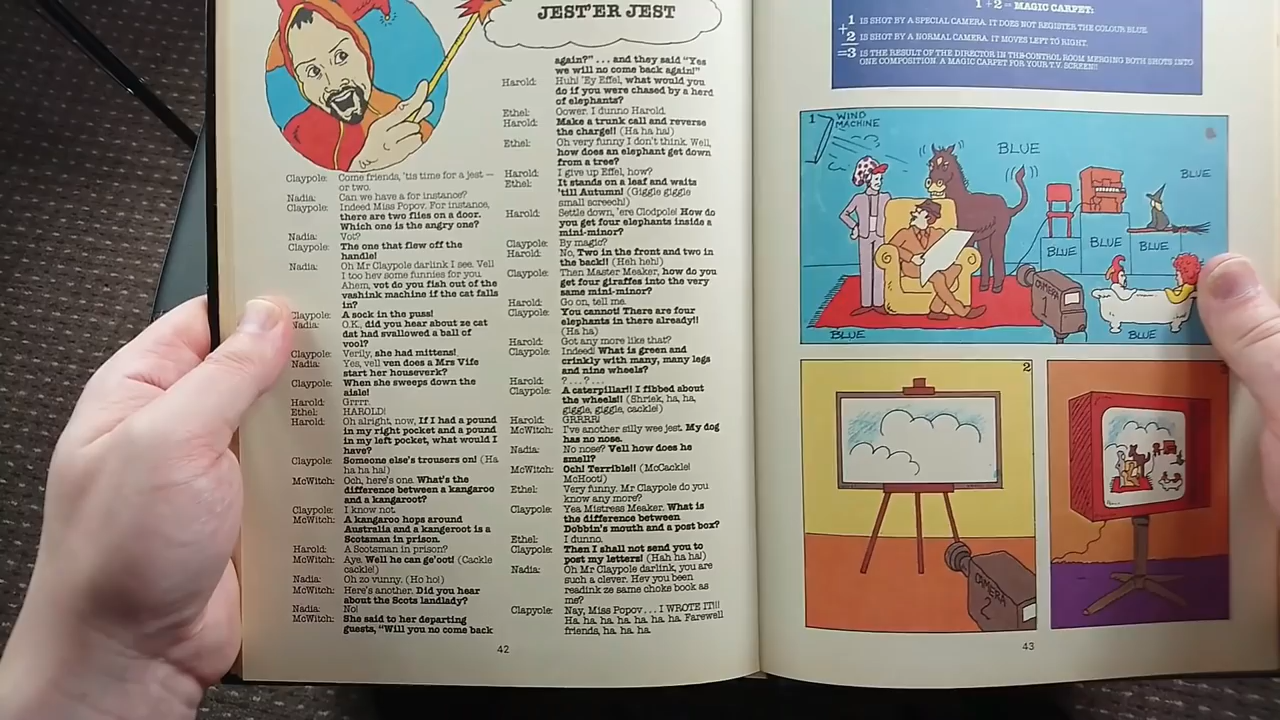 JESTER JEST
Claypole: Come friends, 'tis time for a jest —
or two.
Nadia: Can we have a for instance?
Claypole: Indeed Miss Popov. For instance,
there are two flies on a door.
Which is the angry one?
Nadia: Vot?
Claypole: The one that flew off the
handle!
Nadia: Oh Mr Claypole darlink I see. Vell
I too hev some funnies for you.
Ahem, vot do you fish out of the
vashink machine if the cat falls
in?
Claypole: A sock in the puss!
Nadia: O.K., did you hear about ze cat
dat had svallowed a ball of
vool?
Claypole: Verily, she had mittens!
Nadia: Yes, vell ven does a Mrs Vife
start her houseverk?
Claypole: When she sweeps down the
aisle!
Harold: Grrrr.
Ethel: HAROLD!
Harold: Oh alright, now, If I had a pound
in my right pocket and a pound
in my left pocket, what would I
have?
Claypole: Someone else's trousers on! (Ha
ha ha ha!)
McWitch: Och, here's one. What's the
difference between a kangaroo
and a kangaroot?
Claypole: I know not.
McWitch: A kangaroo hops around
Australia and a kangeroot is a
Scotsman in prison.
Harold: A Scotsman in prison?
McWitch: Aye. Well he can ge'oot! (Cackle
cackle!)
Nadia: Oh zo vunny. (Ho ho!)
McWitch: Here's another. Did you hear
about the Scots landlady?
Nadia: No!
McWitch: She said to her departing
guests, "Will you no come back
again?" . . . and they said "Yes
we will no come back again!"
Harold: Huh! 'Ey Effel, what would you
do if you were chased by a herd
of elephants?
Ethel: Oower. I dunno Harold.
Harold: Make a trunk call and reverse
the charge!! (Ha ha ha!)
Ethel: Oh very funny I don't think. Well,
how does an elephant get down
from a tree?
Harold: I give up Effel, how?
Ethel: It stands on a leaf and waits
'till Autumn! (Giggle giggle
small screech!)
Harold: Settle down, 'ere Clodpole! How do
you get four elephants inside a
mini-minor?
Claypole: By magic?
Harold: No, Two in the front and two in
the back!! (Heh heh!)
Claypole: Then Master Meaker, how do you
get four giraffes into the very
same mini-minor?
Harold: Go on, tell me.
Claypole: You cannot! There are four
elephants in there already!!
(Ha ha)
Harold: Got any more like that?
Claypole: Indeed! What is green and
crinkly with many, many legs
and nine wheels?
Harold: ? . . . ? . . .
Claypole: A caterpillar!! I fibbed about
the wheels!! (Shriek, ha, ha,
giggle, giggle, cackle!)
Harold: GRRRR!
McWitch: I've another silly wee jest. My dog
has no nose.
Nadia: No nose? Vell how does he
smell?
McWitch: Och! Terrible!! (McCackle!
McHoot!)
Ethel: Very funny. Mr Claypole do you
know any more?
Claypole: Yea Mistress Meaker. What is
the difference between
Dobbin's mouth and a post box?
Ethel: I dunno.
Claypole: Then I shall not send you to
post my letters! (Hah ha ha!)
Nadia: Oh Mr Claypole darlink, you are
such a clever. Hev you been
readink ze same choke book as
me?
Clapyole: Nay, Miss Popov . . . I WROTE IT!!!
Ha ha ha ha ha ha ha. Farewell
friends, ha ha ha.
42
1 + 2 = MAGIC CARPET:
1 IS SHOT BY A SPECIAL CAMERA. IT DOES NOT REGISTER THE COLOUR BLUE.
+
2 IS SHOT BY A NORMAL CAMERA. IT MOVES LEFT TO RIGHT.
=3 IS THE RESULT OF THE DIRECTOR IN THE CONTROL ROOM MERGING BOTH SHOTS INTO
ONE COMPOSITION. A MAGIC CARPET FOR YOUR T.V. SCREEN!!
1
WIND
MACHINE
BLUE
BLUE
BLUE
BLUE
BLUE
CAMERA
1
BLUE
BLUE
2
CAMERA
2
43